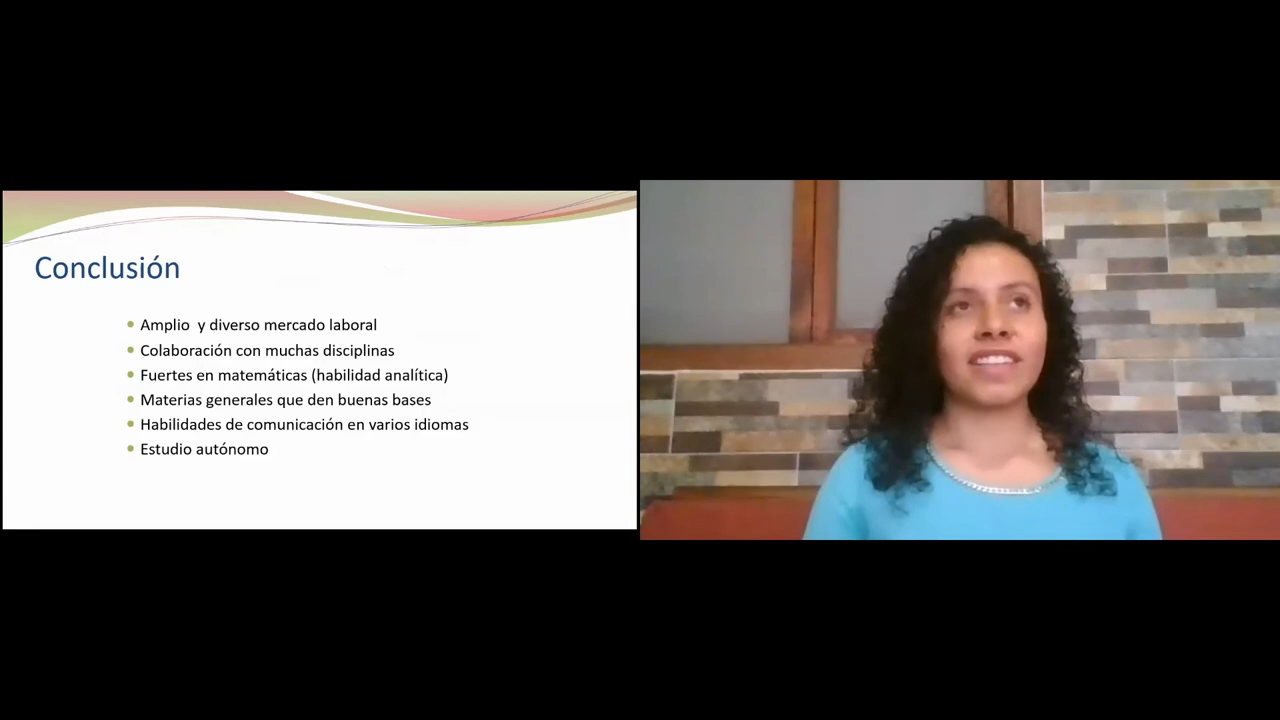 Conclusión
Amplio  y diverso mercado laboral
Colaboración con muchas disciplinas
Fuertes en matemáticas (habilidad analítica)
Materias generales que den buenas bases
Habilidades de comunicación en varios idiomas
Estudio autónomo